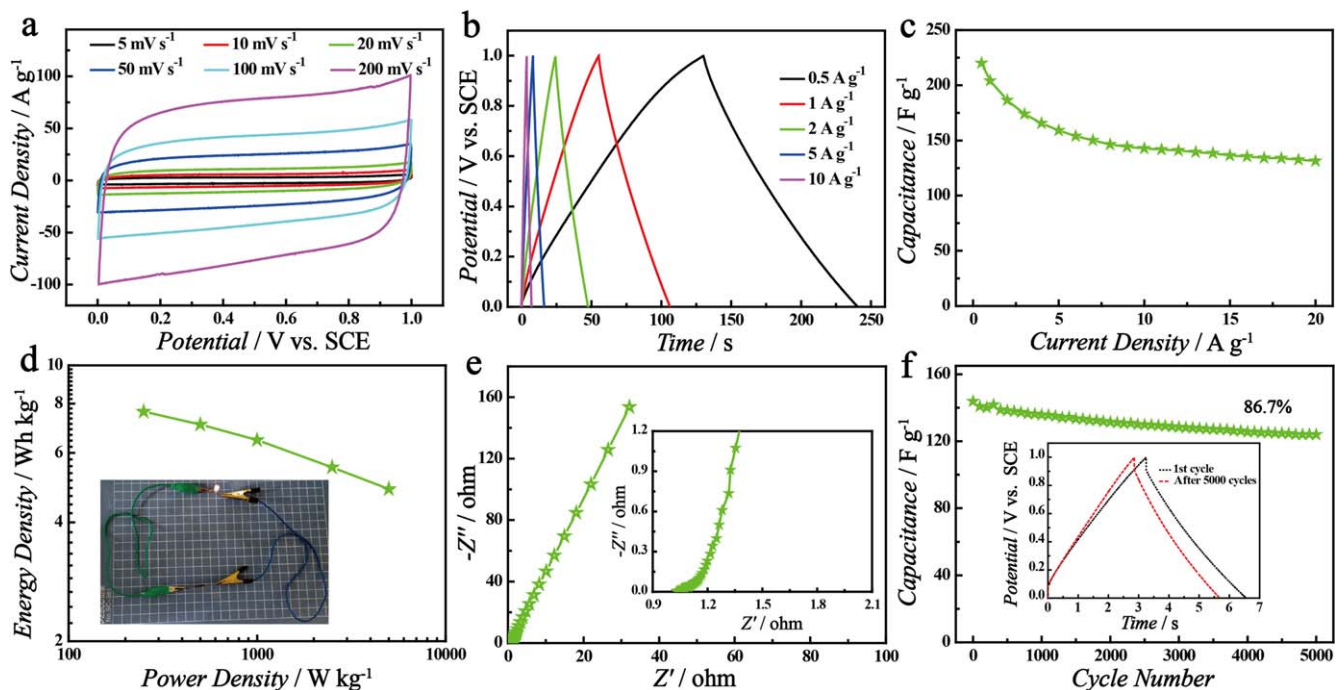 a
5 mV s⁻¹ 10 mV s⁻¹ 20 mV s⁻¹
50 mV s⁻¹ 100 mV s⁻¹ 200 mV s⁻¹
Current Density / A g⁻¹
100
50
0
-50
-100
0.0 0.2 0.4 0.6 0.8 1.0
Potential / V vs. SCE
b
Potential / V vs. SCE
1.0
0.8
0.6
0.4
0.2
0.0
0.5 A g⁻¹
1 A g⁻¹
2 A g⁻¹
5 A g⁻¹
10 A g⁻¹
0 50 100 150 200 250
Time / s
c
Capacitance / F g⁻¹
250
200
150
100
50
0
0 5 10 15 20
Current Density / A g⁻¹
d
Energy Density / Wh kg⁻¹
10
8
6
4
2
100 1000 10000
Power Density / W kg⁻¹
e
-Z'' / ohm
160
120
80
40
0
0 20 40 60 80 100
Z' / ohm
-Z'' / ohm
1.2
0.9
0.6
0.3
0.0
0.9 1.2 1.5 1.8 2.1
Z' / ohm
f
Capacitance / F g⁻¹
160
120
80
40
0
86.7%
0 1000 2000 3000 4000 5000
Cycle Number
Potential / V vs. SCE
1.0
0.8
0.6
0.4
0.2
0.0
1st cycle
After 5000 cycles
0 1 2 3 4 5 6 7
Time / s